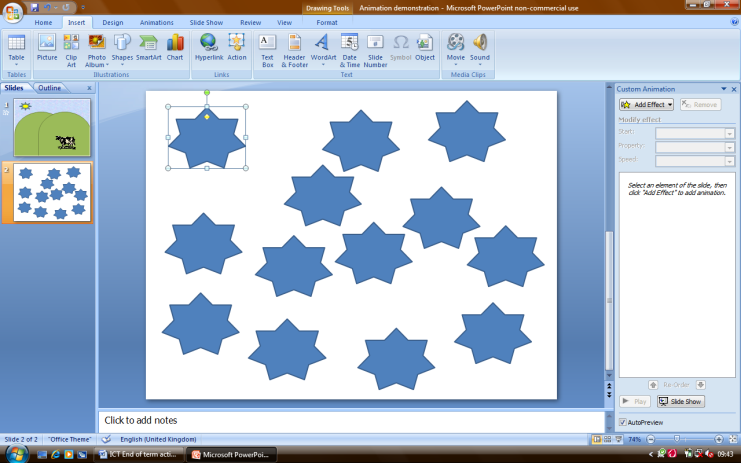 Drawing Tools
Animation demonstration - Microsoft PowerPoint non-commercial use
Home Insert Design Animations Slide Show Review View Format
Table Picture Clip Art Photo Album Shapes SmartArt Chart Hyperlink Action Text Box Header & Footer WordArt Date & Time Slide Number Symbol Object Movie Sound
Tables Illustrations Links Text Media Clips
Slides Outline
1
2
Custom Animation
Add Effect Remove
Modify effect
Start:
Property:
Speed:
Select an element of the slide, then
click "Add Effect" to add animation.
Re-Order
Play Slide Show
AutoPreview
Click to add notes
Slide 2 of 2 "Office Theme" English (United Kingdom) 74%
ICT End of term acti... Microsoft PowerPoi... 09:43